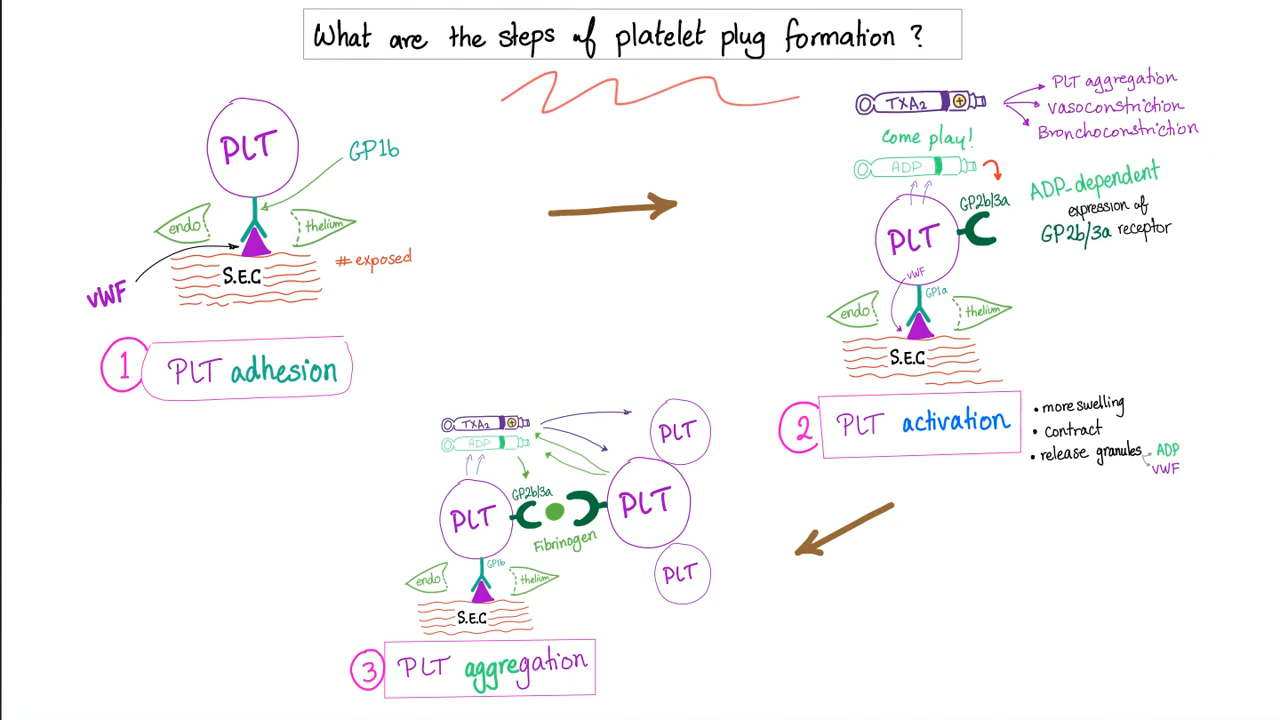 What are the steps of platelet plug formation ?
PLT
GP1b
endo
thelium
vWF
S.E.C
# exposed
1 PLT adhesion
TXA2 +
PLT aggregation
vasoconstriction
Bronchoconstriction
come play!
ADP
GP2b/3a
ADP-dependent
expression of
GP2b/3a receptor
PLT
vWF
GP1a
endo
thelium
S.E.C
2 PLT activation
• more swelling
• contract
• release granules
ADP
vWF
TXA2 +
ADP
PLT
GP2b/3a
PLT
PLT
Fibrinogen
PLT
GP1b
endo
thelium
S.E.C
3 PLT aggregation